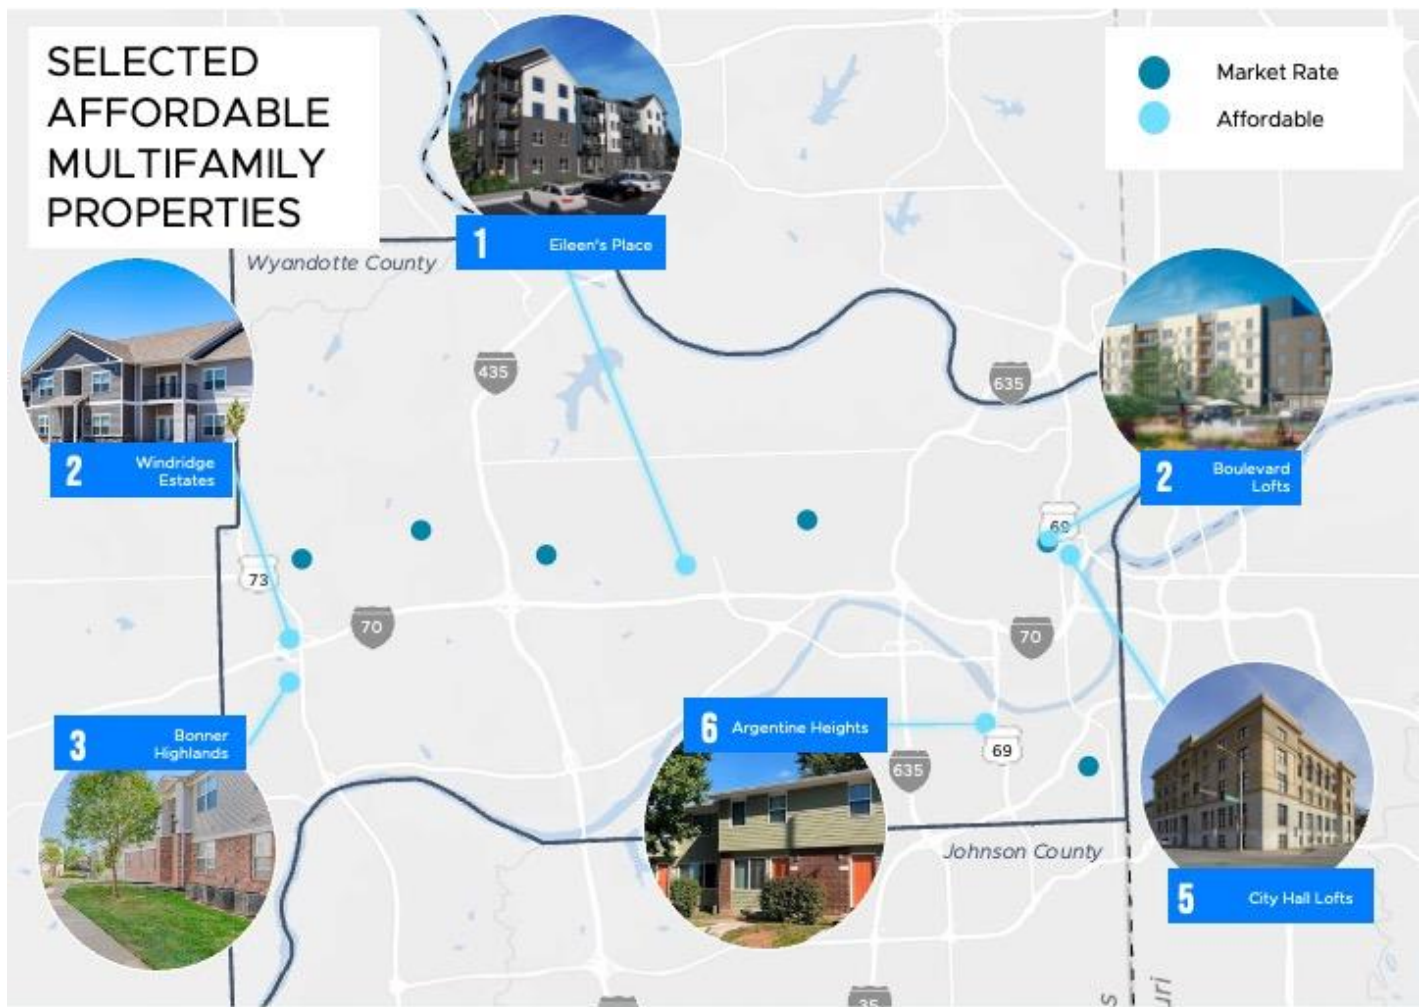 SELECTED
AFFORDABLE
MULTIFAMILY
PROPERTIES
Market Rate
Affordable
1 Eileen's Place
Wyandotte County
435
635
2 Windridge
Estates
2 Boulevard
Lofts
69
73
70
70
3 Bonner
Highlands
6 Argentine Heights
69
635
Johnson County
5 City Hall Lofts
35